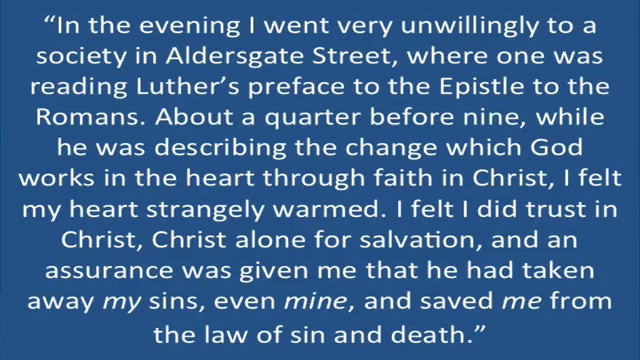 “In the evening I went very unwillingly to a
society in Aldersgate Street, where one was
reading Luther’s preface to the Epistle to the
Romans. About a quarter before nine, while
he was describing the change which God
works in the heart through faith in Christ, I felt
my heart strangely warmed. I felt I did trust in
Christ, Christ alone for salvation, and an
assurance was given me that he had taken
away my sins, even mine, and saved me from
the law of sin and death.”